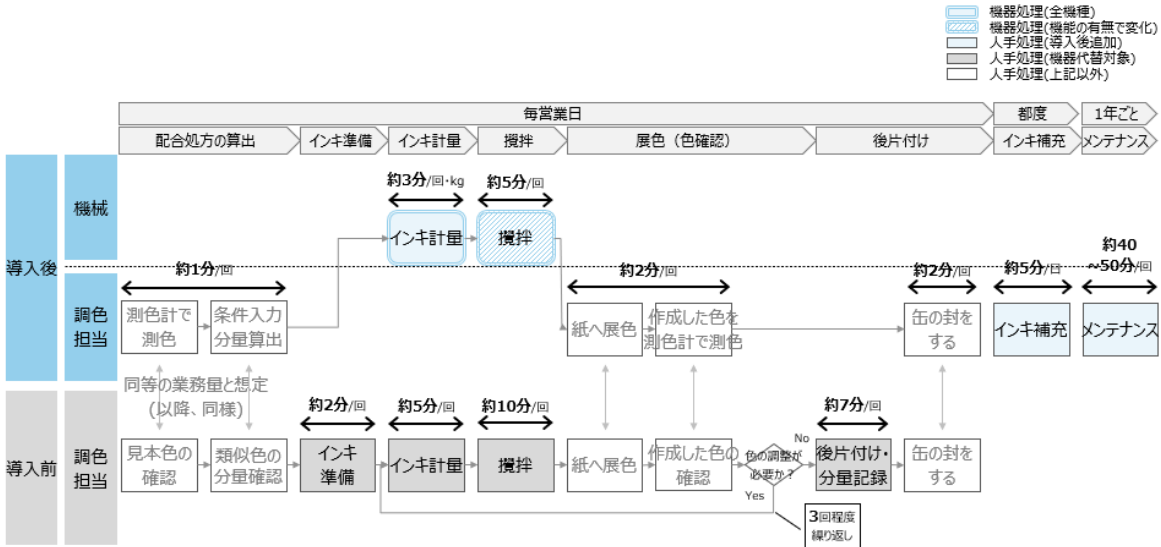 機器処理(全機種)
機器処理(機能の有無で変化)
人手処理(導入後追加)
人手処理(機器代替対象)
人手処理(上記以外)
毎営業日
都度
1年ごと
配合処方の算出
インキ準備
インキ計量
攪拌
展色（色確認）
後片付け
インキ補充
メンテナンス
導入後
機械
約3分/回・kg
約5分/回
インキ計量
攪拌
調色
担当
約1分/回
約2分/回
約2分/回
約5分/日
約40
~50分/回
測色計で
測色
条件入力
分量算出
紙へ展色
作成した色を
測色計で測色
缶の封を
する
インキ補充
メンテナンス
同等の業務量と想定
(以降、同様)
導入前
調色
担当
約2分/回
約5分/回
約10分/回
約7分/回
見本色の
確認
類似色の
分量確認
インキ
準備
インキ計量
攪拌
紙へ展色
作成した色の
確認
色の調整が
必要か？
No
Yes
後片付け・
分量記録
缶の封を
する
3回程度
繰り返し